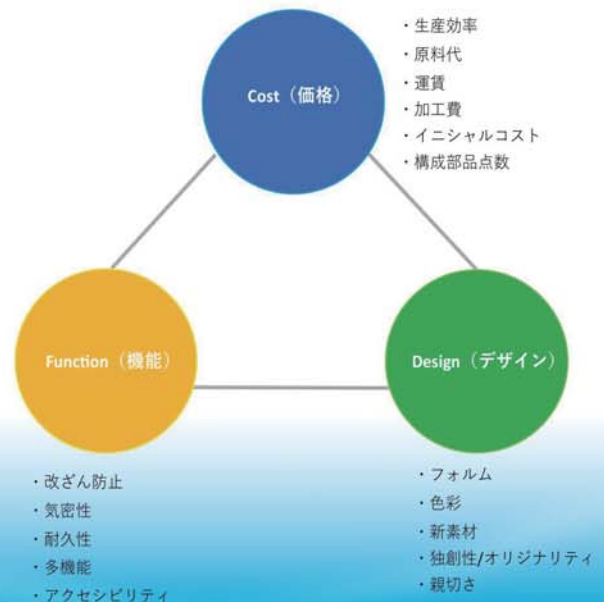 Cost（価格）
・生産効率
・原料代
・運賃
・加工費
・イニシャルコスト
・構成部品点数
Function（機能）
・改ざん防止
・気密性
・耐久性
・多機能
・アクセシビリティ
Design（デザイン）
・フォルム
・色彩
・新素材
・独創性/オリジナリティ
・親切さ